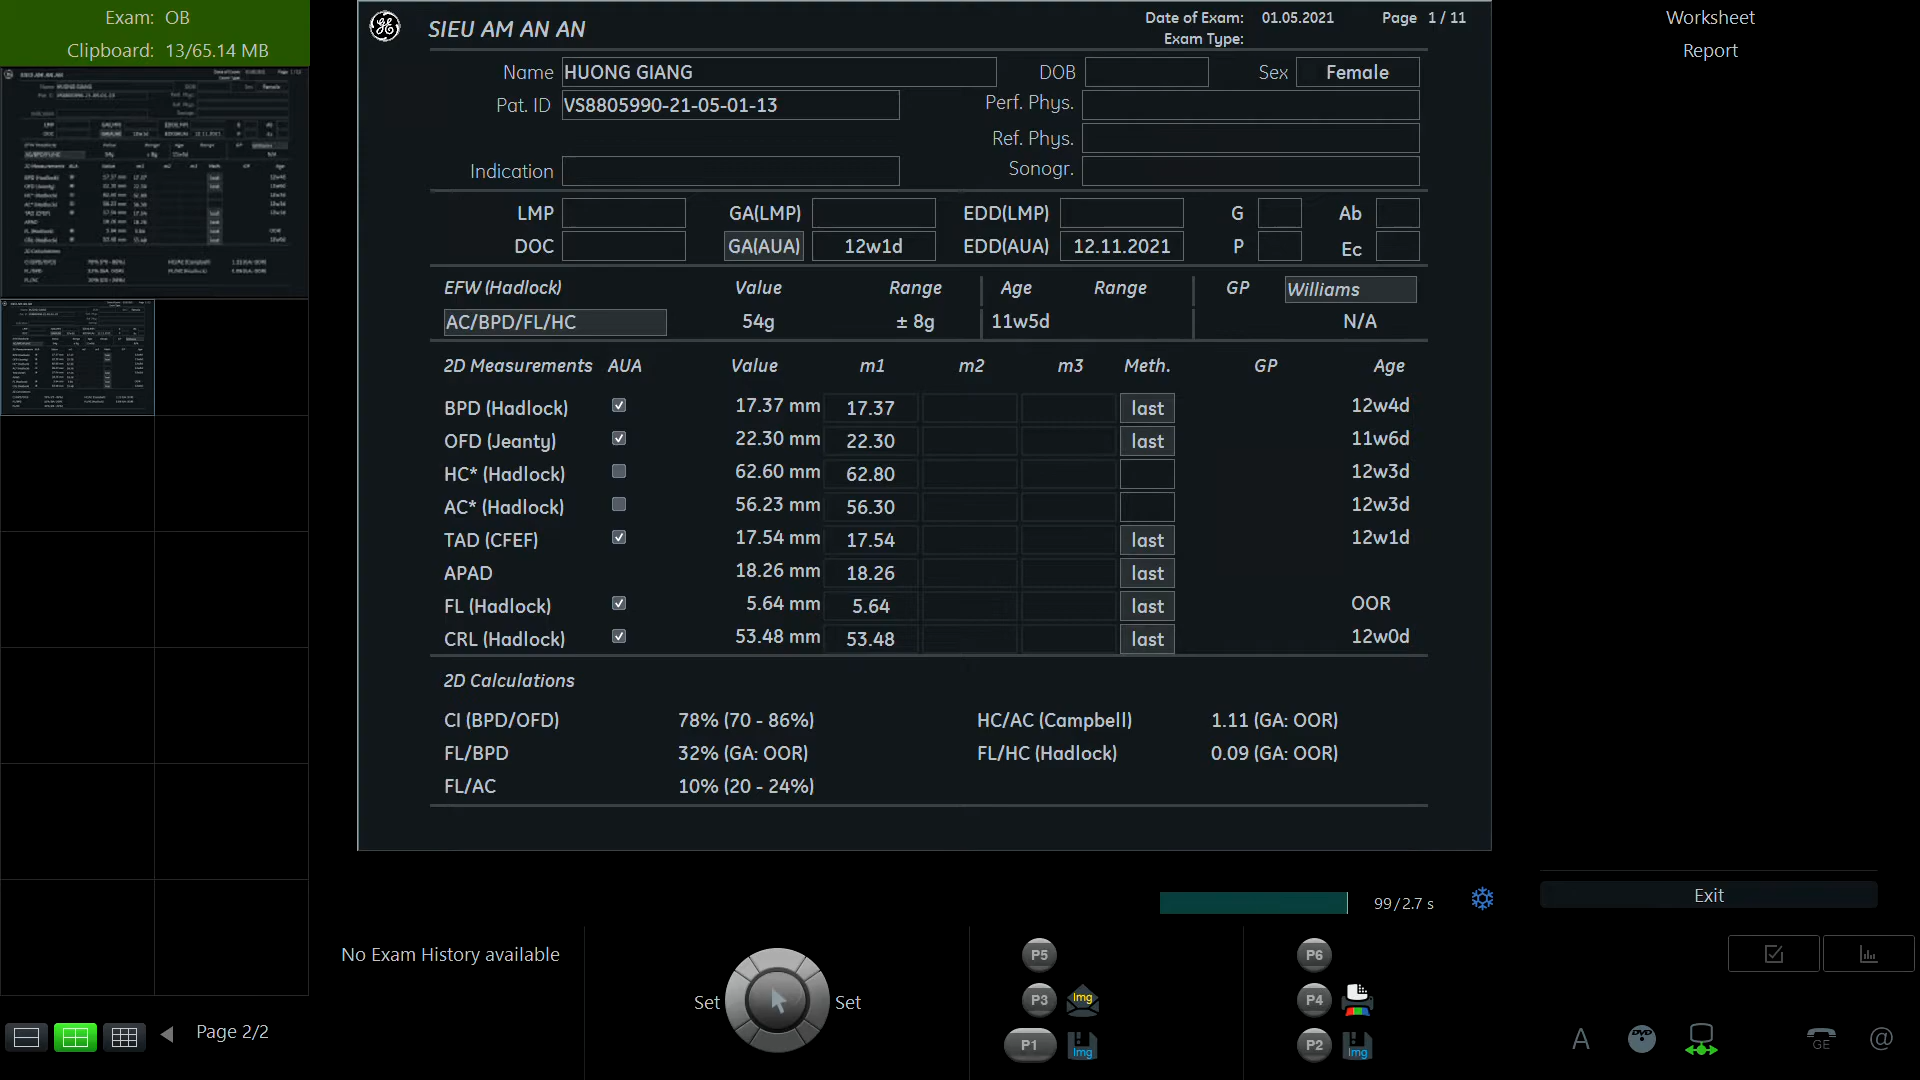 Exam: OB
Clipboard: 13/65.14 MB
SIEU AM AN AN
Date of Exam: 01.05.2021 Page 1 / 11
Exam Type:
Name HUONG GIANG DOB Sex Female
Pat. ID VS8805990-21-05-01-13 Perf. Phys.
Ref. Phys.
Indication Sonogr.
LMP GA(LMP) EDD(LMP) G Ab
DOC GA(AUA) 12w1d EDD(AUA) 12.11.2021 P Ec
EFW (Hadlock) Value Range Age Range GP Williams
AC/BPD/FL/HC 54g ± 8g 11w5d N/A
2D Measurements AUA Value m1 m2 m3 Meth. GP Age
BPD (Hadlock) 17.37 mm 17.37 last 12w4d
OFD (Jeanty) 22.30 mm 22.30 last 11w6d
HC* (Hadlock) 62.60 mm 62.80 12w3d
AC* (Hadlock) 56.23 mm 56.30 12w3d
TAD (CFEF) 17.54 mm 17.54 last 12w1d
APAD 18.26 mm 18.26 last
FL (Hadlock) 5.64 mm 5.64 last OOR
CRL (Hadlock) 53.48 mm 53.48 last 12w0d
2D Calculations
CI (BPD/OFD) 78% (70 - 86%) HC/AC (Campbell) 1.11 (GA: OOR)
FL/BPD 32% (GA: OOR) FL/HC (Hadlock) 0.09 (GA: OOR)
FL/AC 10% (20 - 24%)
Worksheet
Report
99/2.7 s
Exit
No Exam History available
Set Set
P5
P3 Img
P1 Img
P6
P4
P2 Img
Page 2/2
A DVD GE @